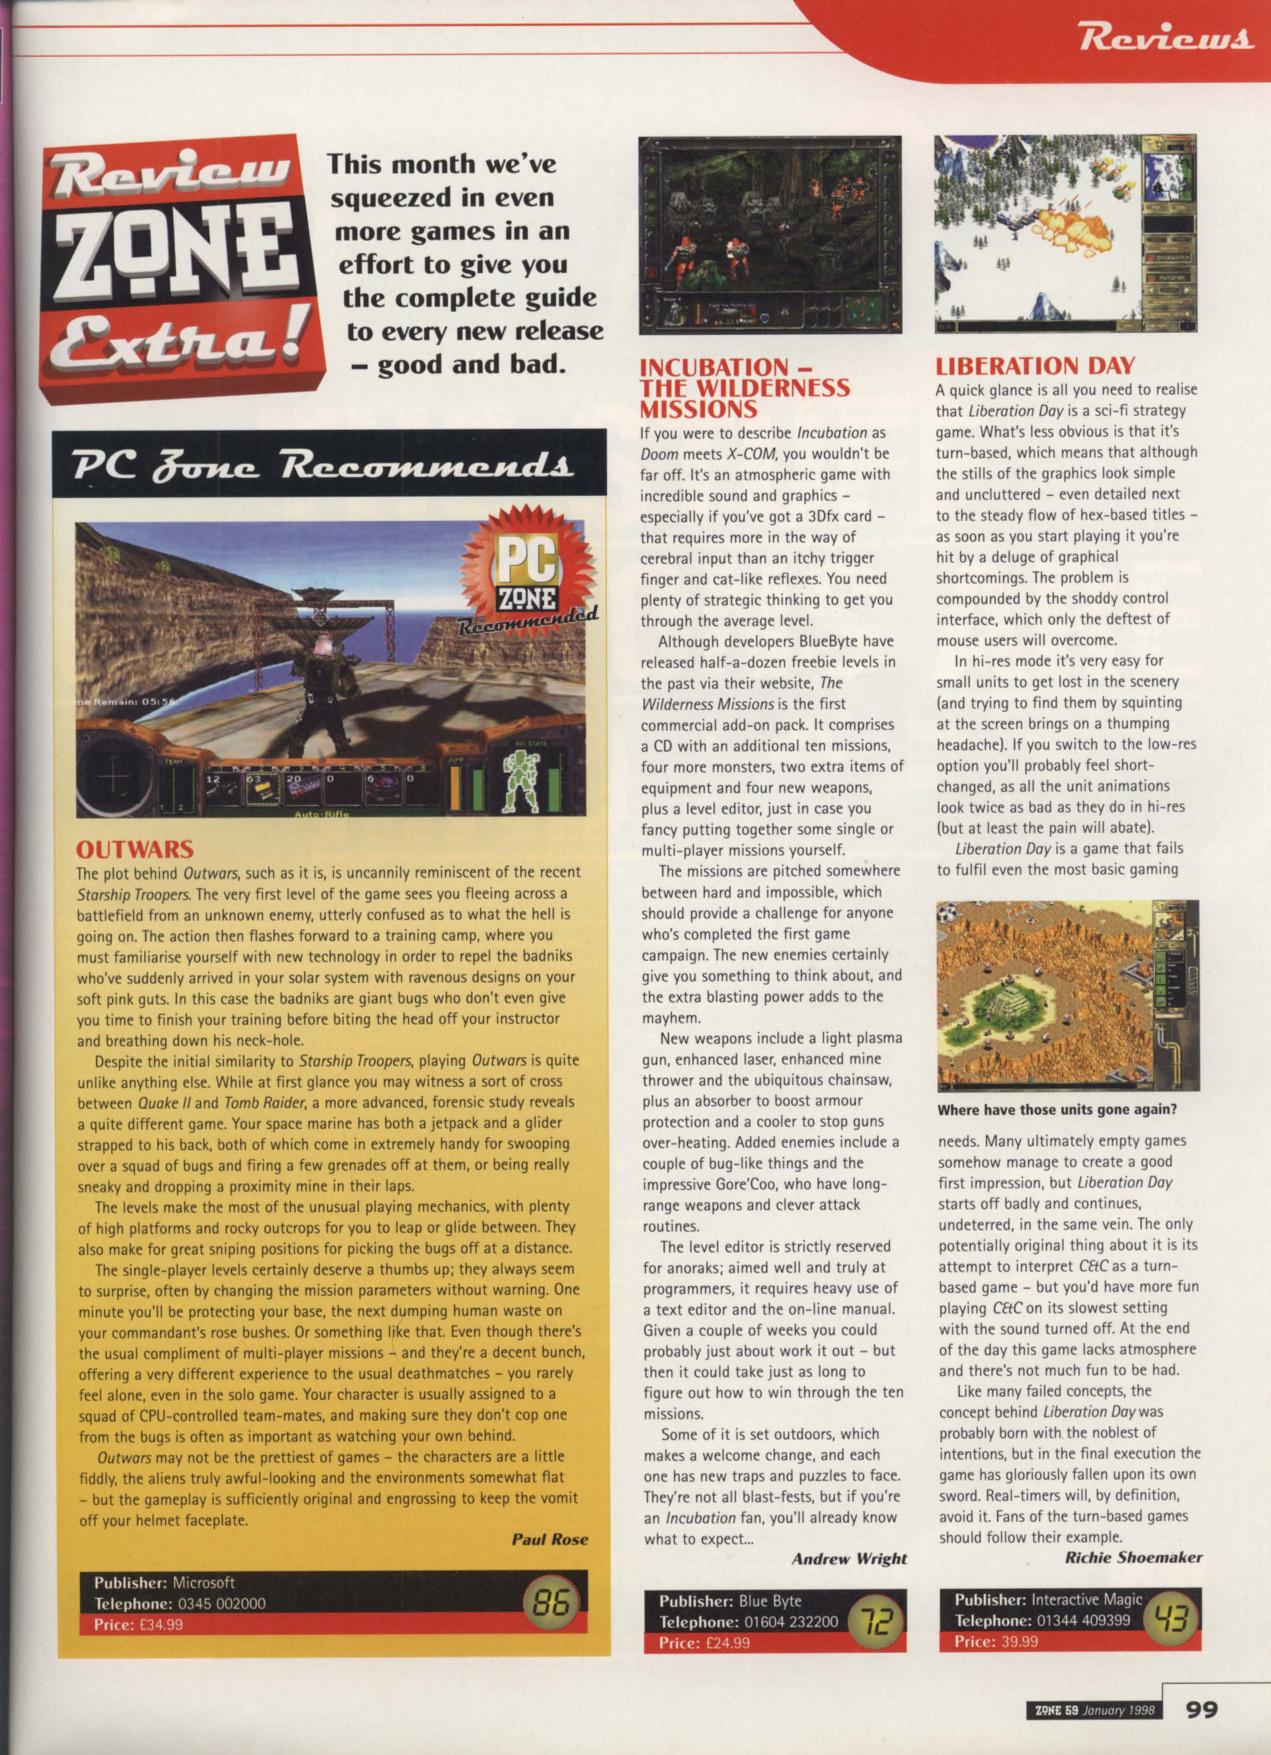 Reviews
Review
ZONE
Extra!
This month we've
squeezed in even
more games in an
effort to give you
the complete guide
to every new release
– good and bad.
PC Zone Recommends
PC
ZONE
Recommended
Remain: 05:56
TEAM
12
63
20
0
6
0
Auto-Rifle
OUTWARS
The plot behind Outwars, such as it is, is uncannily reminiscent of the recent
Starship Troopers. The very first level of the game sees you fleeing across a
battlefield from an unknown enemy, utterly confused as to what the hell is
going on. The action then flashes forward to a training camp, where you
must familiarise yourself with new technology in order to repel the badniks
who've suddenly arrived in your solar system with ravenous designs on your
soft pink guts. In this case the badniks are giant bugs who don't even give
you time to finish your training before biting the head off your instructor
and breathing down his neck-hole.
Despite the initial similarity to Starship Troopers, playing Outwars is quite
unlike anything else. While at first glance you may witness a sort of cross
between Quake II and Tomb Raider, a more advanced, forensic study reveals
a quite different game. Your space marine has both a jetpack and a glider
strapped to his back, both of which come in extremely handy for swooping
over a squad of bugs and firing a few grenades off at them, or being really
sneaky and dropping a proximity mine in their laps.
The levels make the most of the unusual playing mechanics, with plenty
of high platforms and rocky outcrops for you to leap or glide between. They
also make for great sniping positions for picking the bugs off at a distance.
The single-player levels certainly deserve a thumbs up; they always seem
to surprise, often by changing the mission parameters without warning. One
minute you'll be protecting your base, the next dumping human waste on
your commandant's rose bushes. Or something like that. Even though there's
the usual compliment of multi-player missions – and they're a decent bunch,
offering a very different experience to the usual deathmatches – you rarely
feel alone, even in the solo game. Your character is usually assigned to a
squad of CPU-controlled team-mates, and making sure they don't cop one
from the bugs is often as important as watching your own behind.
Outwars may not be the prettiest of games – the characters are a little
fiddly, the aliens truly awful-looking and the environments somewhat flat
– but the gameplay is sufficiently original and engrossing to keep the vomit
off your helmet faceplate.
Paul Rose
Publisher: Microsoft
Telephone: 0345 002000
Price: £34.99
86
INCUBATION –
THE WILDERNESS
MISSIONS
If you were to describe Incubation as
Doom meets X-COM, you wouldn't be
far off. It's an atmospheric game with
incredible sound and graphics –
especially if you've got a 3Dfx card –
that requires more in the way of
cerebral input than an itchy trigger
finger and cat-like reflexes. You need
plenty of strategic thinking to get you
through the average level.
Although developers BlueByte have
released half-a-dozen freebie levels in
the past via their website, The
Wilderness Missions is the first
commercial add-on pack. It comprises
a CD with an additional ten missions,
four more monsters, two extra items of
equipment and four new weapons,
plus a level editor, just in case you
fancy putting together some single or
multi-player missions yourself.
The missions are pitched somewhere
between hard and impossible, which
should provide a challenge for anyone
who's completed the first game
campaign. The new enemies certainly
give you something to think about, and
the extra blasting power adds to the
mayhem.
New weapons include a light plasma
gun, enhanced laser, enhanced mine
thrower and the ubiquitous chainsaw,
plus an absorber to boost armour
protection and a cooler to stop guns
over-heating. Added enemies include a
couple of bug-like things and the
impressive Gore'Coo, who have long-
range weapons and clever attack
routines.
The level editor is strictly reserved
for anoraks; aimed well and truly at
programmers, it requires heavy use of
a text editor and the on-line manual.
Given a couple of weeks you could
probably just about work it out – but
then it could take just as long to
figure out how to win through the ten
missions.
Some of it is set outdoors, which
makes a welcome change, and each
one has new traps and puzzles to face.
They're not all blast-fests, but if you're
an Incubation fan, you'll already know
what to expect...
Andrew Wright
Publisher: Blue Byte
Telephone: 01604 232200
Price: £24.99
72
LIBERATION DAY
A quick glance is all you need to realise
that Liberation Day is a sci-fi strategy
game. What's less obvious is that it's
turn-based, which means that although
the stills of the graphics look simple
and uncluttered – even detailed next
to the steady flow of hex-based titles –
as soon as you start playing it you're
hit by a deluge of graphical
shortcomings. The problem is
compounded by the shoddy control
interface, which only the deftest of
mouse users will overcome.
In hi-res mode it's very easy for
small units to get lost in the scenery
(and trying to find them by squinting
at the screen brings on a thumping
headache). If you switch to the low-res
option you'll probably feel short-
changed, as all the unit animations
look twice as bad as they do in hi-res
(but at least the pain will abate).
Liberation Day is a game that fails
to fulfil even the most basic gaming
Where have those units gone again?
needs. Many ultimately empty games
somehow manage to create a good
first impression, but Liberation Day
starts off badly and continues,
undeterred, in the same vein. The only
potentially original thing about it is its
attempt to interpret C&C as a turn-
based game – but you'd have more fun
playing C&C on its slowest setting
with the sound turned off. At the end
of the day this game lacks atmosphere
and there's not much fun to be had.
Like many failed concepts, the
concept behind Liberation Day was
probably born with the noblest of
intentions, but in the final execution the
game has gloriously fallen upon its own
sword. Real-timers will, by definition,
avoid it. Fans of the turn-based games
should follow their example.
Richie Shoemaker
Publisher: Interactive Magic
Telephone: 01344 409399
Price: 39.99
43
ZONE 59 January 1998
99